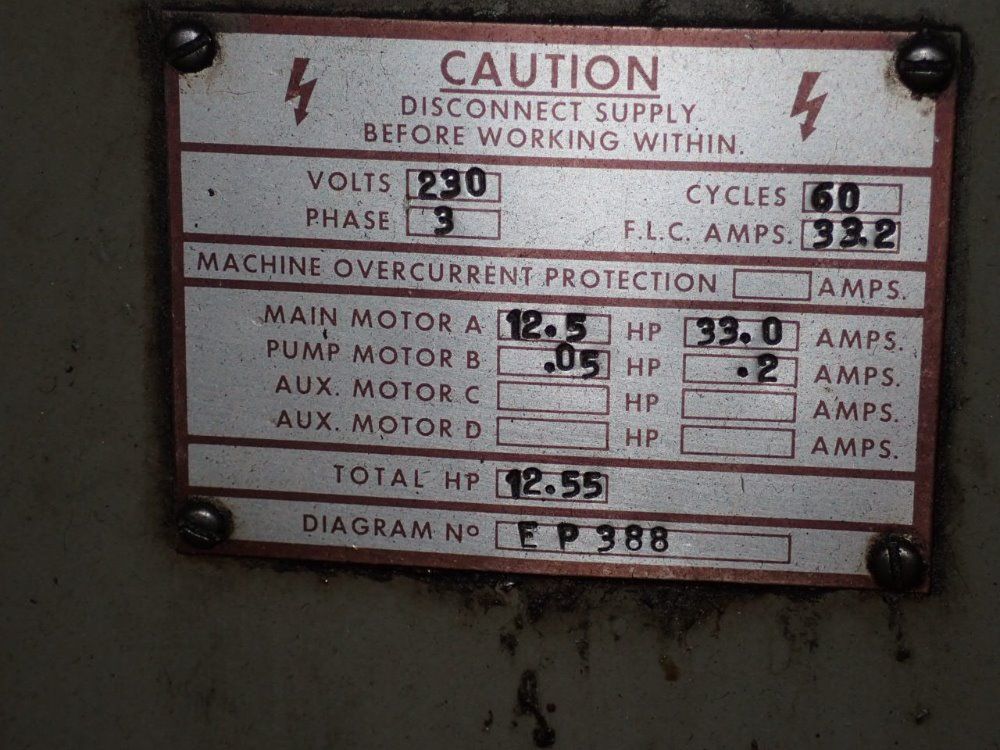 CAUTION
DISCONNECT SUPPLY
BEFORE WORKING WITHIN.
VOLTS 230 CYCLES 60
PHASE 3 F.L.C. AMPS. 33.2
MACHINE OVERCURRENT PROTECTION AMPS.
MAIN MOTOR A 12.5 HP 33.0 AMPS.
PUMP MOTOR B .05 HP .2 AMPS.
AUX. MOTOR C HP AMPS.
AUX. MOTOR D HP AMPS.
TOTAL HP 12.55
DIAGRAM Nº E P 388